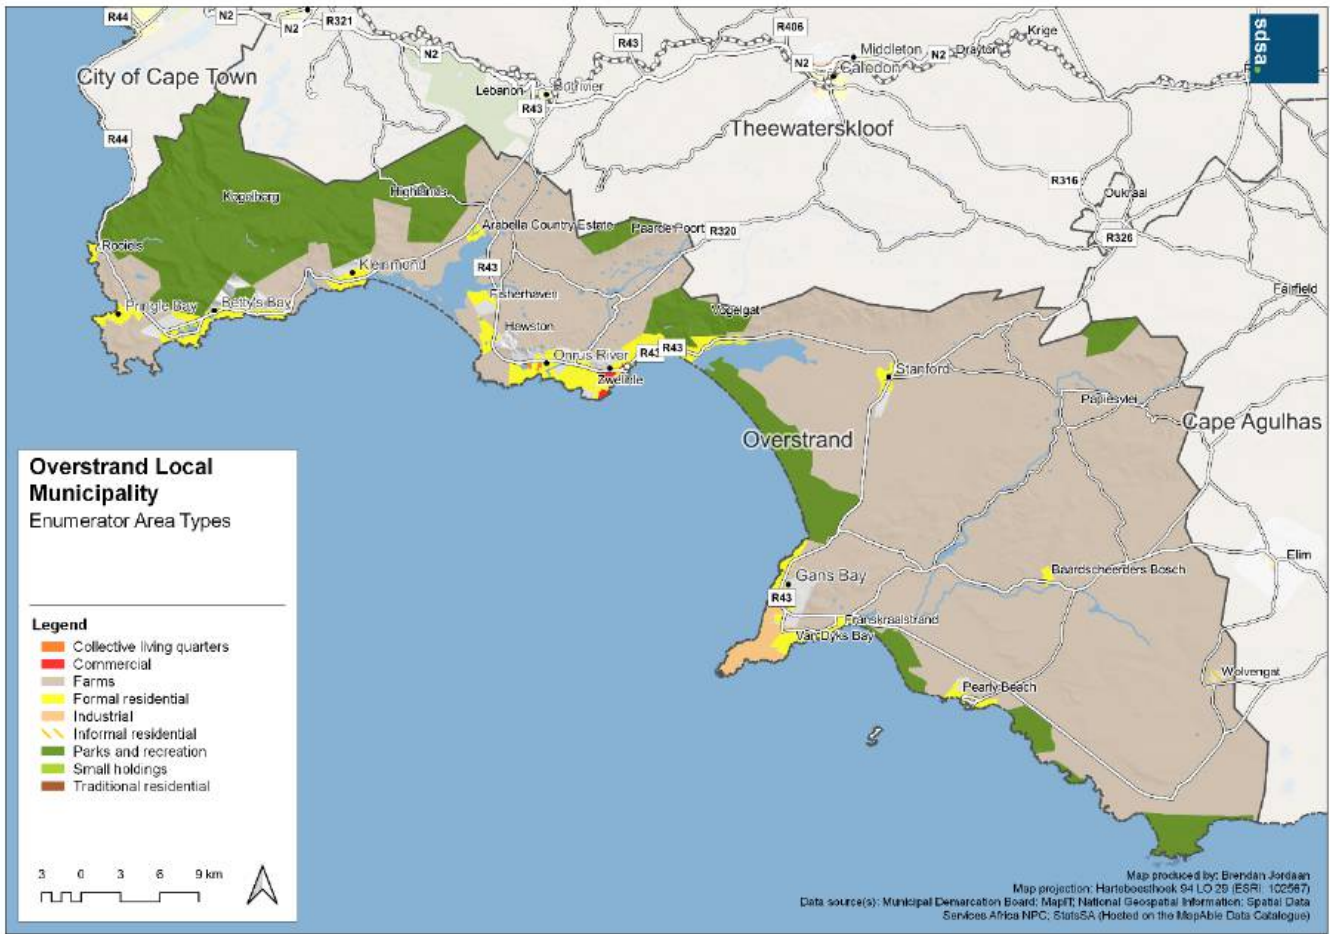 R44
N2
N2
R321
N2
R43
R406
Krige
Middleton
N2
Drayton
N2
Caledon
sdsa.
City of Cape Town
Lebanon
Botrivier
R43
R44
Theewaterskloof
R316
Oukraal
Kogelberg
Highlands
Arabella Country Estate
Paarde Poort
R320
R326
Rooiels
Kleinmond
R43
Fairfield
Pringle Bay
Betty's Bay
Fisherhaven
Vogelgat
Hawston
Onrus River
R43
R43
Zwelihle
Stanford
Papiesvlei
Cape Agulhas
Overstrand
Overstrand Local
Municipality
Enumerator Area Types
Elim
Gans Bay
Baardscheerders Bosch
R43
Franskraalstrand
Van Dyks Bay
Wolvengat
Pearly Beach
Legend
Collective living quarters
Commercial
Farms
Formal residential
Industrial
Informal residential
Parks and recreation
Small holdings
Traditional residential
3 0 3 6 9 km
Map produced by: Brendan Jordaan
Map projection: Hartebeesthoek 94 LO 29 (ESRI: 102567)
Data source(s): Municipal Demarcation Board; MapIT; National Geospatial Information; Spatial Data
Services Africa NPC; StatsSA (Hosted on the MapAble Data Catalogue)